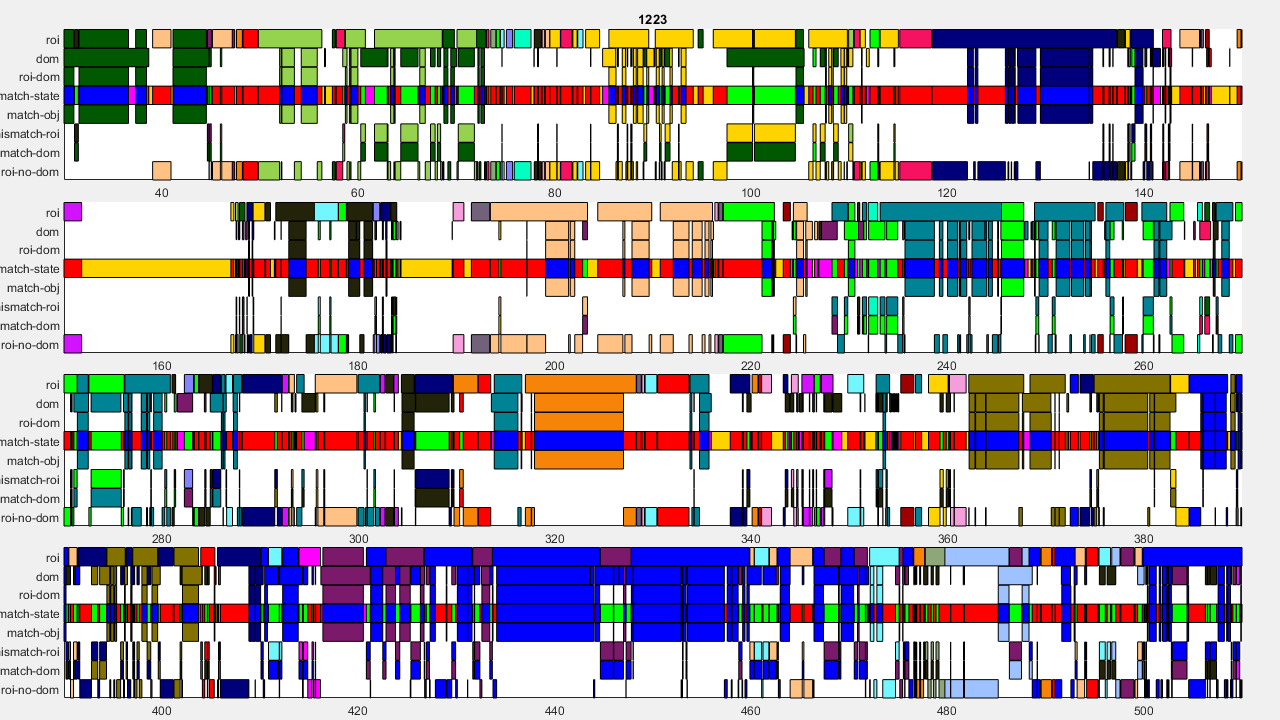 1223
roi
dom
roi-dom
match-state
match-obj
ismatch-roi
match-dom
roi-no-dom
40 60 80 100 120 140
roi
dom
roi-dom
match-state
match-obj
ismatch-roi
match-dom
roi-no-dom
160 180 200 220 240 260
roi
dom
roi-dom
match-state
match-obj
ismatch-roi
match-dom
roi-no-dom
280 300 320 340 360 380
roi
dom
roi-dom
match-state
match-obj
ismatch-roi
match-dom
roi-no-dom
400 420 440 460 480 500